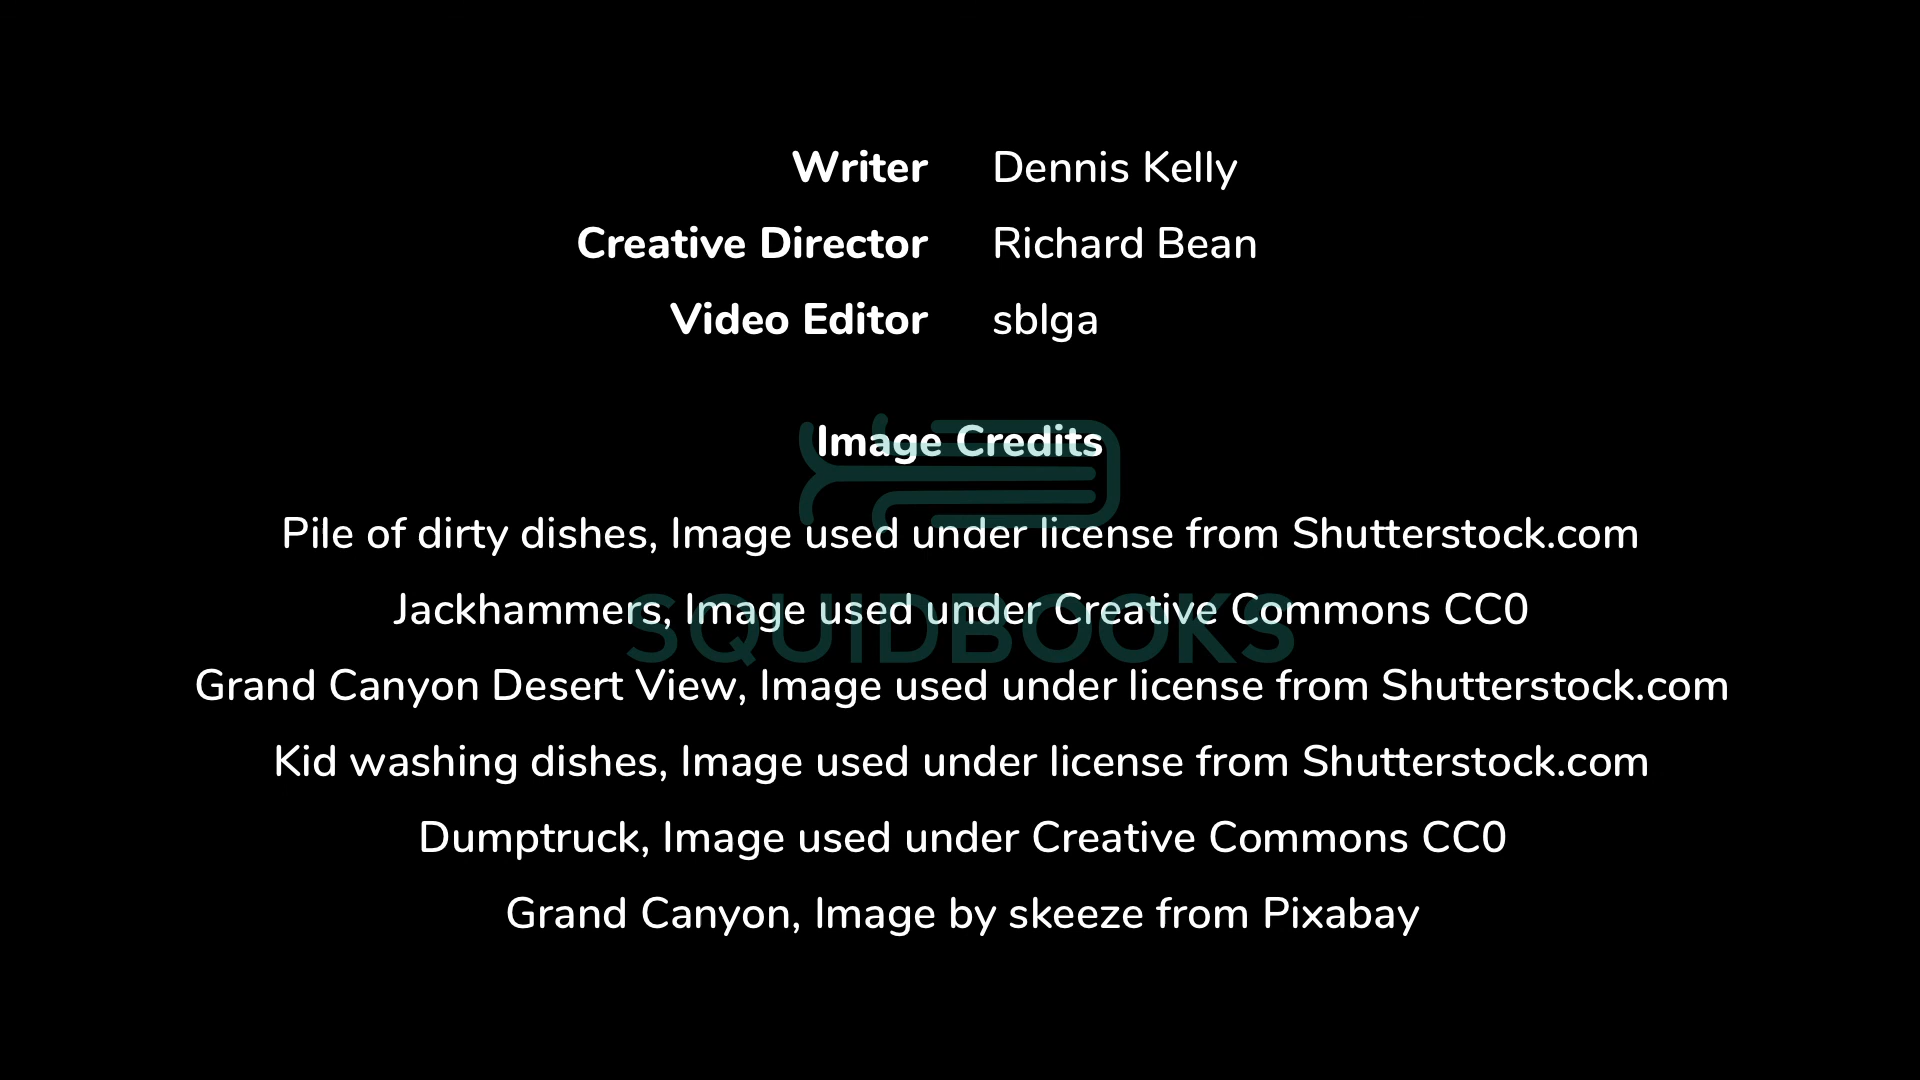 Writer Dennis Kelly
Creative Director Richard Bean
Video Editor sblga
Image Credits
Pile of dirty dishes, Image used under license from Shutterstock.com
SQUIDBOOKS
Jackhammers, Image used under Creative Commons CC0
Grand Canyon Desert View, Image used under license from Shutterstock.com
Kid washing dishes, Image used under license from Shutterstock.com
Dumptruck, Image used under Creative Commons CC0
Grand Canyon, Image by skeeze from Pixabay